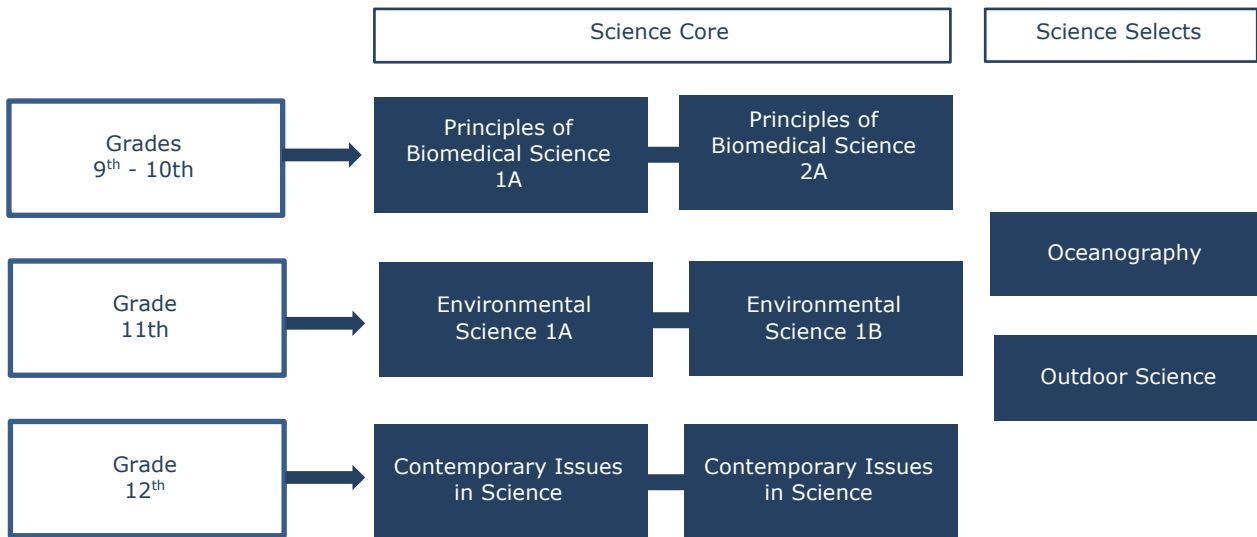 Science Core
Science Selects
Grades
9th - 10th
Principles of
Biomedical Science
1A
Principles of
Biomedical Science
2A
Oceanography
Grade
11th
Environmental
Science 1A
Environmental
Science 1B
Outdoor Science
Grade
12th
Contemporary Issues
in Science
Contemporary Issues
in Science